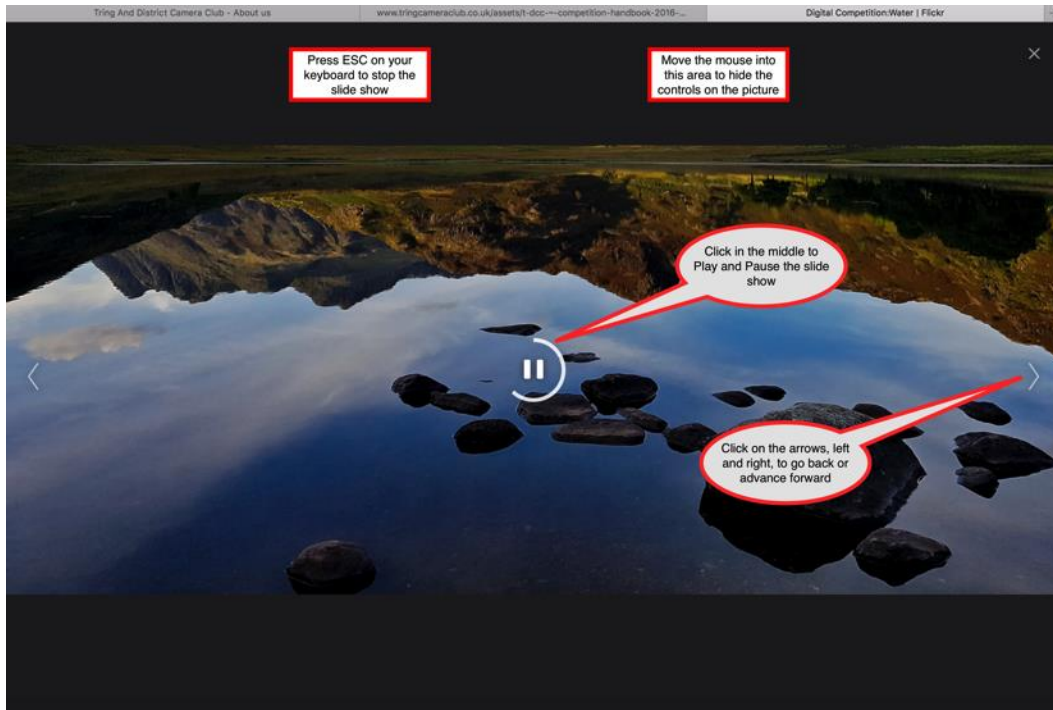 Tring And District Camera Club - About us
www.tringcameraclub.co.uk/assets/t-dcc-~-competition-handbook-2016-...
Digital Competition:Water | Flickr
Press ESC on your
keyboard to stop the
slide show
Move the mouse into
this area to hide the
controls on the picture
Click in the middle to
Play and Pause the slide
show
Click on the arrows, left
and right, to go back or
advance forward